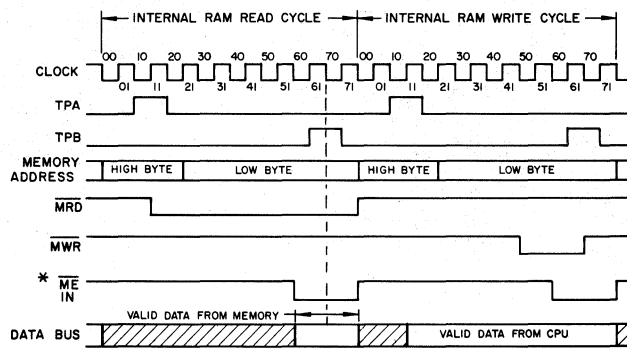 INTERNAL RAM READ CYCLE INTERNAL RAM WRITE CYCLE
00 10 20 30 40 50 60 70 00 10 20 30 40 50 60 70
CLOCK
01 11 21 31 41 51 61 71 01 11 21 31 41 51 61 71
TPA
TPB
MEMORY ADDRESS HIGH BYTE LOW BYTE HIGH BYTE LOW BYTE
MRD
MWR
* ME
IN
VALID DATA FROM MEMORY
DATA BUS VALID DATA FROM CPU